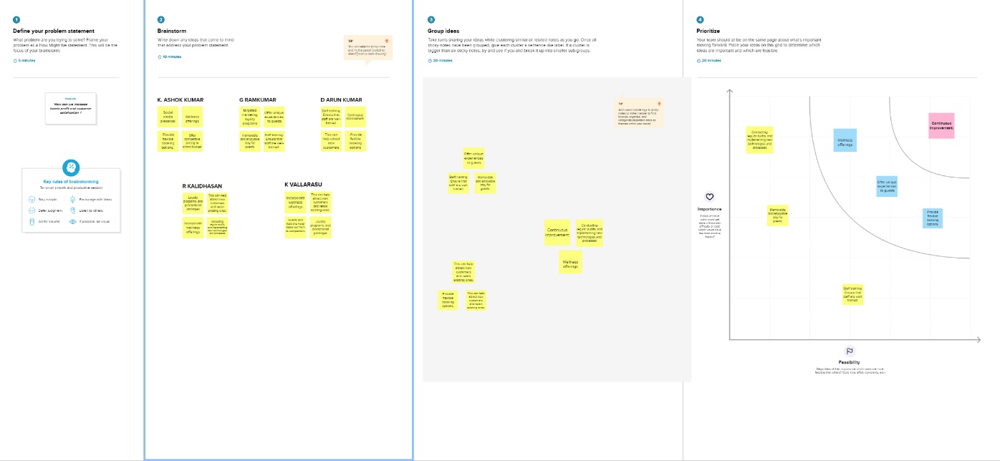 1
Define your problem statement
What problem are you trying to solve? Frame your
problem as a How Might We statement. This will be the
focus of your brainstorm.
5 minutes
PROBLEM
How can we increase
hotels profit and customer
satisfaction ?
Key rules of brainstorming
To run an smooth and productive session
Stay in topic.
Encourage wild ideas.
Defer judgment.
Listen to others.
Go for volume.
If possible, be visual.
2
Brainstorm
Write down any ideas that come to mind
that address your problem statement.
10 minutes
TIP
You can select a sticky note
and hit the pencil [switch to
sketch] icon to start drawing!
K. ASHOK KUMAR
Social
media
presence:
Wellness
offerings
Provide
flexible
booking
options.
Offer
competitive
pricing to
attract budget
G RAMKUMAR
targeted
marketing,
loyalty
programs
Offer unique
experiences
to guests
memorable
and enjoyable
stay for
guests.
Staff training:
Ensure that
staff are well-
trained
D ARUN KUMAR
Staff training:
Ensure that
staff are well-
trained
Continuous
improvement:
This can
help attract
new
customers
Provide
flexible
booking
options
R KALIDHASAN
Loyalty
programs, and
promotional
packages
This can help
attract new
customers
and retain
existing ones.
Incorporate
wellness
offerings
conducting
regular audits,
and implementing
new technologies
and processes
K VALLARASU
Incorporate
wellness
offerings
This can help
attract new
customers
and retain
existing ones.
guests and
help the hotel
stand out from
its competitors
Loyalty
programs, and
promotional
packages
3
Group ideas
Take turns sharing your ideas while clustering similar or related notes as you go. Once all
sticky notes have been grouped, give each cluster a sentence-like label. If a cluster is
bigger than six sticky notes, try and see if you and break it up into smaller sub-groups.
20 minutes
TIP
Add customizable tags to sticky
notes to make it easier to find,
browse, organize, and
categorize important ideas as
themes within your mural.
Offer unique
experiences
to guests
Staff training:
Ensure that
staff are well-
trained
Memorable
and enjoyable
stay for
guests.
Continuous
improvement:
Conducting
regular audits, and
implementing new
technologies and
processes
Wellness
offerings:
This can help
attract new
customers
and retain
existing ones.
Provide
flexible
booking
options,
This can help
attract new
customers
and retain
existing ones.
4
Prioritize
Your team should all be on the same page about what's important
moving forward. Place your ideas on this grid to determine which
ideas are important and which are feasible.
20 minutes
Conducting
regular audits, and
implementing new
technologies and
processes
Wellness
offerings
Continuous
improvement:
Offer unique
experiences
to guests
Memorable
and enjoyable
stay for
guests.
Provide
flexible
booking
options,
Staff training:
Ensure that
staff are well-
trained
Importance
If each of these
tasks could get
done without any
difficulty or cost,
which would have
the most positive
impact?
Feasibility
Regardless of their importance, which tasks are more
feasible than others? (Cost, time, effort, complexity, etc.)